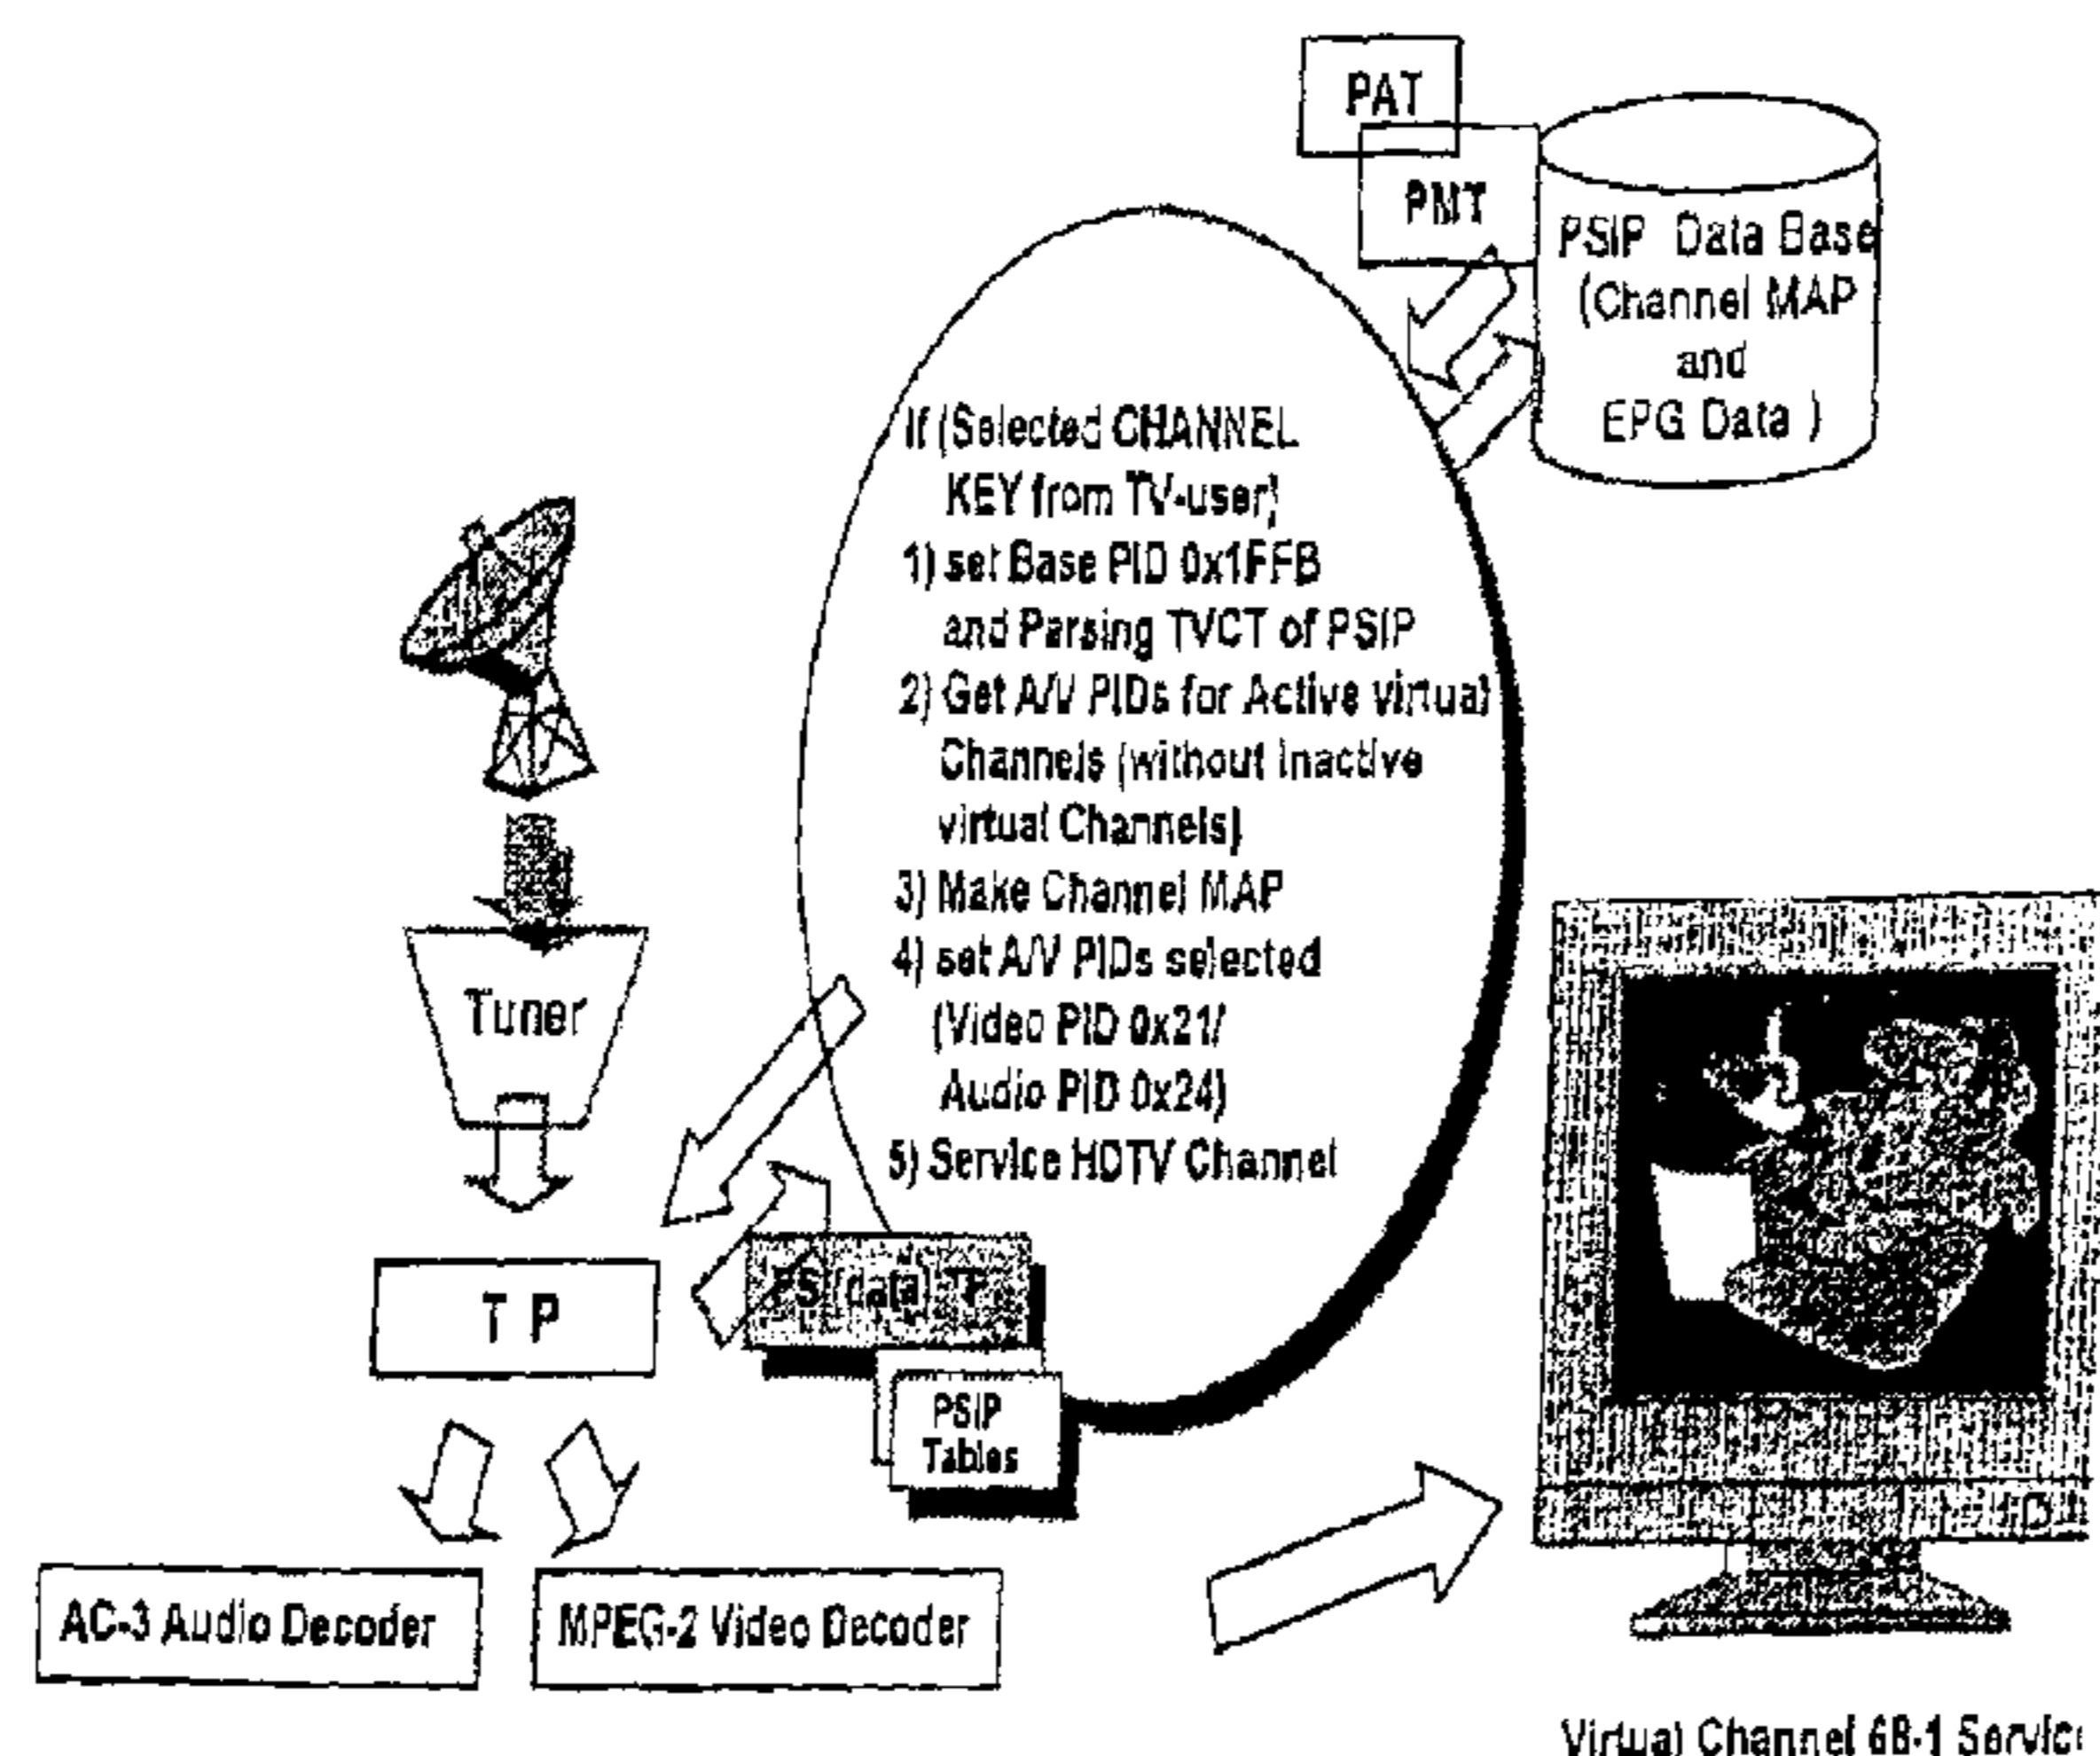 PAT
PMT
PSIP Data Base
(Channel MAP
and
EPG Data )
If (Selected CHANNEL
KEY from TV-user)
1) set Base PID 0x1FFB
and Parsing TVCT of PSIP
2) Get A/V PIDs for Active virtual
Channels (without inactive
virtual Channels)
3) Make Channel MAP
4) set A/V PIDs selected
(Video PID 0x21/
Audio PID 0x24)
5) Service HDTV Channel
Tuner
T P
(data)
PSIP
Tables
AC-3 Audio Decoder
MPEG-2 Video Decoder
Virtual Channel 68-1